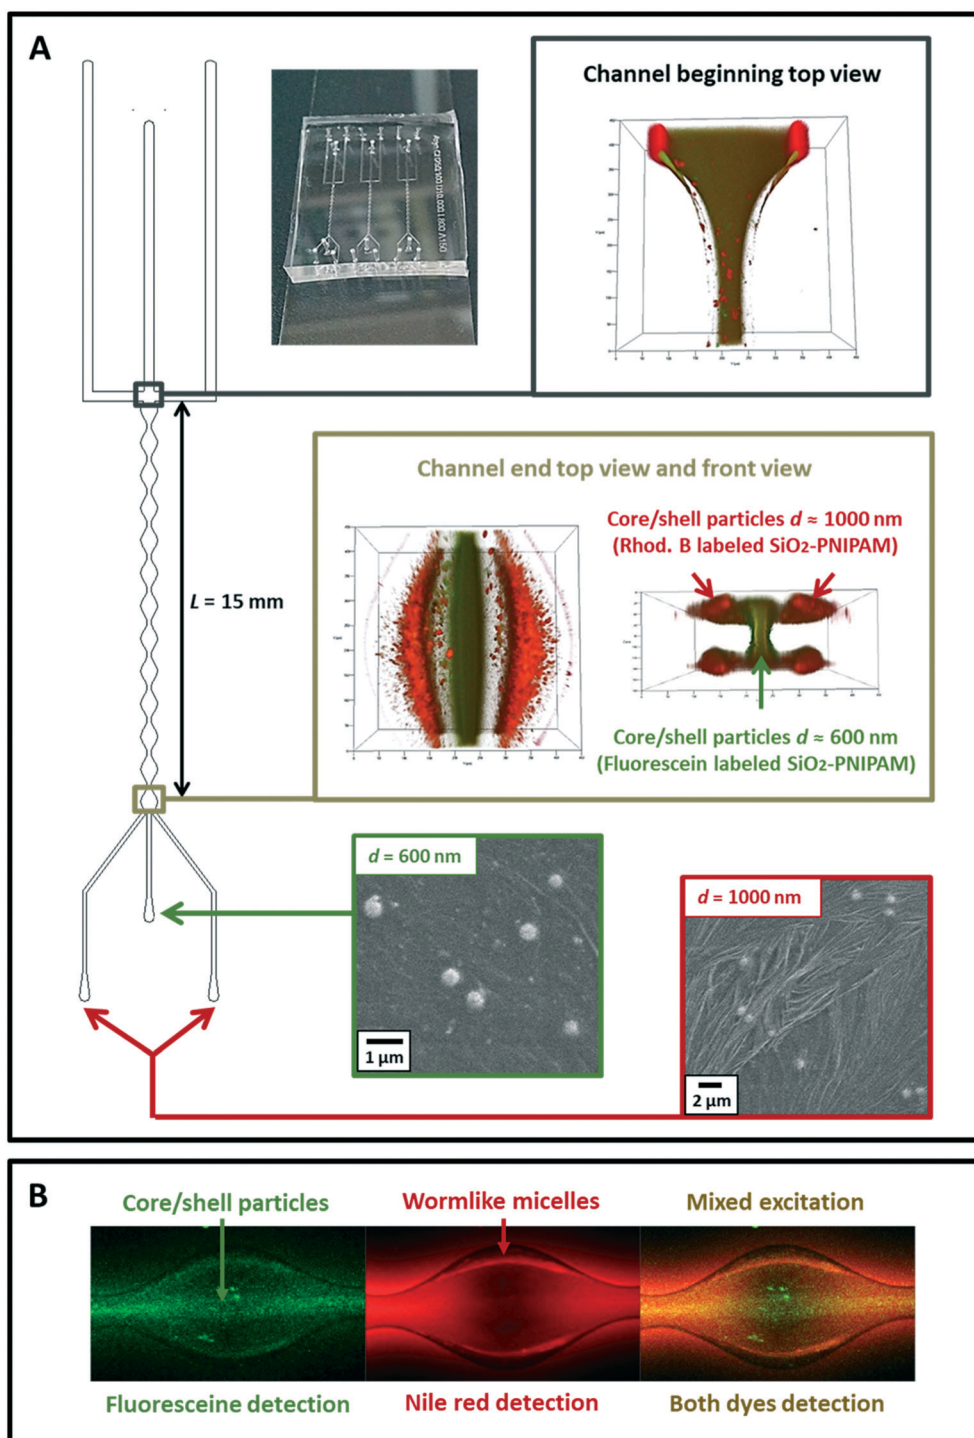 A
Channel beginning top view
Channel end top view and front view
Core/shell particles d ≈ 1000 nm
(Rhod. B labeled SiO₂-PNIPAM)
L = 15 mm
Core/shell particles d ≈ 600 nm
(Fluorescein labeled SiO₂-PNIPAM)
d = 600 nm
d = 1000 nm
1 µm
2 µm
B
Core/shell particles
Wormlike micelles
Mixed excitation
Fluoresceine detection
Nile red detection
Both dyes detection